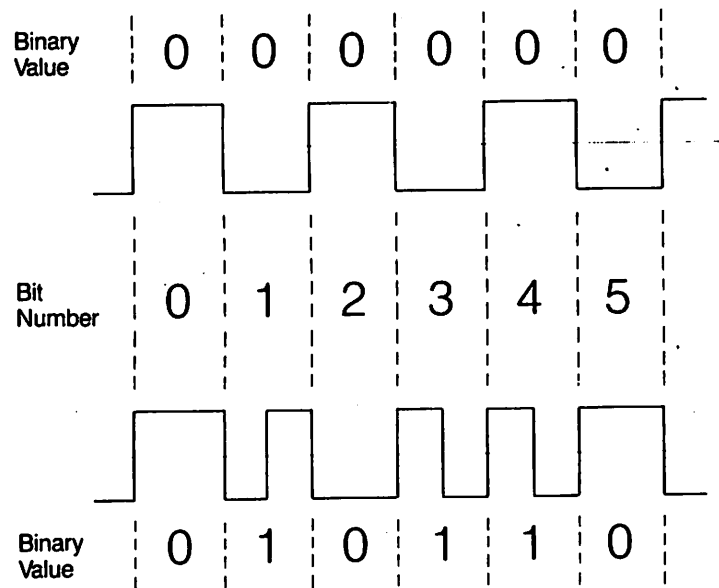 Binary
Value
0 0 0 0 0 0
Bit
Number
0 1 2 3 4 5
Binary
Value
0 1 0 1 1 0